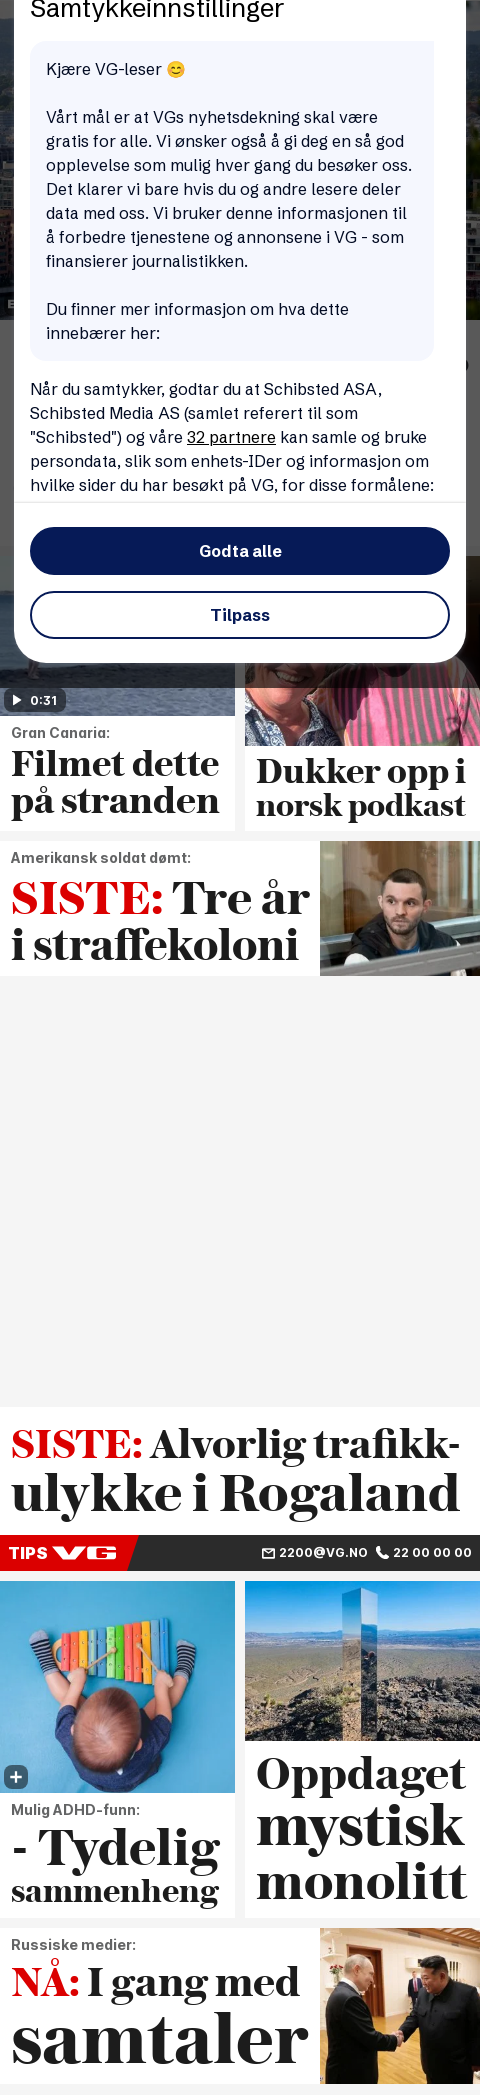 Samtykkeinnstillinger
Kjære VG-leser 😊
Vårt mål er at VGs nyhetsdekning skal være
gratis for alle. Vi ønsker også å gi deg en så god
opplevelse som mulig hver gang du besøker oss.
Det klarer vi bare hvis du og andre lesere deler
data med oss. Vi bruker denne informasjonen til
å forbedre tjenestene og annonsene i VG - som
finansierer journalistikken.
Du finner mer informasjon om hva dette
innebærer her:
Når du samtykker, godtar du at Schibsted ASA,
Schibsted Media AS (samlet referert til som
"Schibsted") og våre 32 partnere kan samle og bruke
persondata, slik som enhets-IDer og informasjon om
hvilke sider du har besøkt på VG, for disse formålene:
Godta alle
Tilpass
0:31
Gran Canaria:
Filmet dette
på stranden
Dukker opp i
norsk podkast
Amerikansk soldat dømt:
SISTE: Tre år
i straffekoloni
SISTE: Alvorlig trafikk-
ulykke i Rogaland
TIPS VG
2200@VG.NO 22 00 00 00
Mulig ADHD-funn:
- Tydelig
sammenheng
Oppdaget
mystisk
monolitt
Russiske medier:
NÅ: I gang med
samtaler